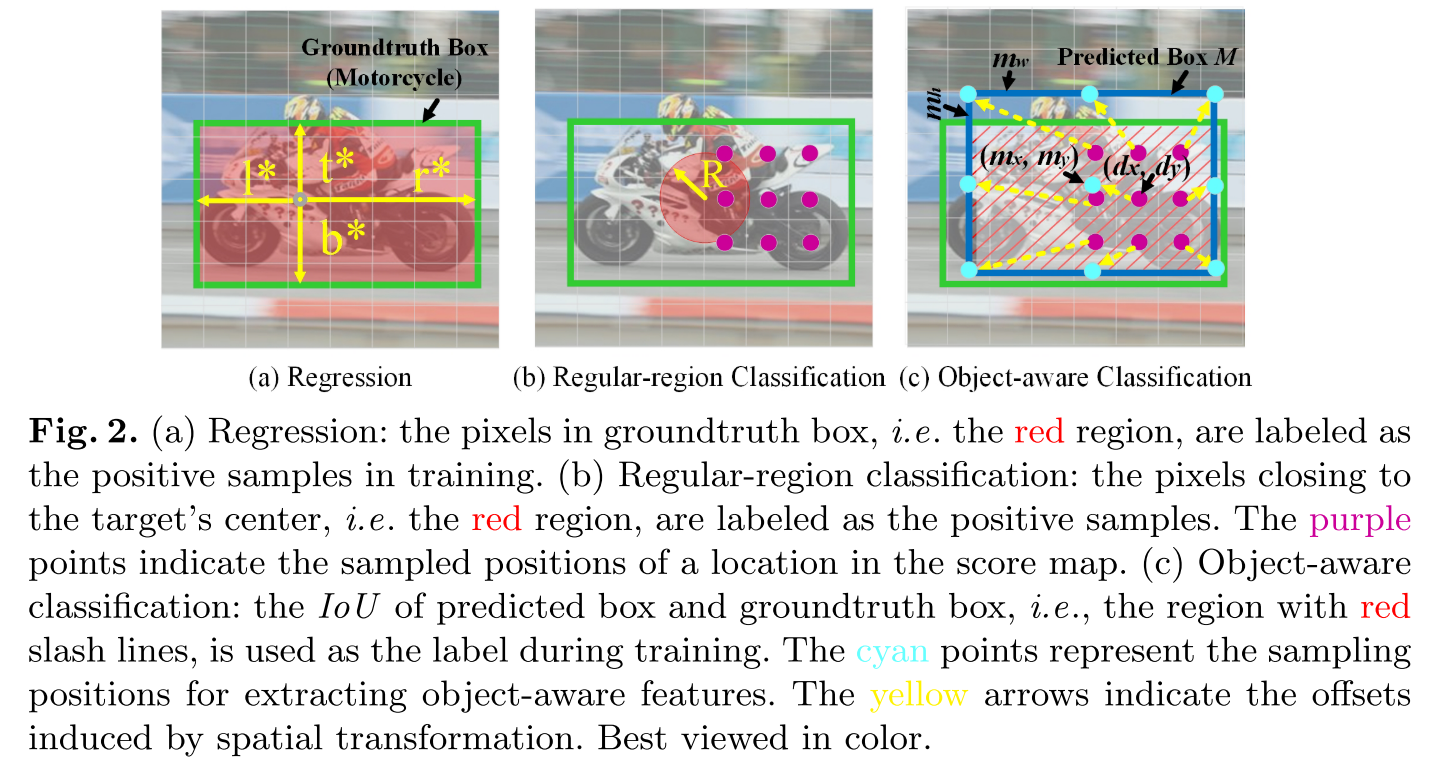 Groundtruth Box
(Motorcycle)
l*
t*
r*
b*
R
mw
Predicted Box M
mh
(mx, my)
(dx, dy)
(a) Regression
(b) Regular-region Classification
(c) Object-aware Classification
Fig. 2. (a) Regression: the pixels in groundtruth box, i.e. the red region, are labeled as
the positive samples in training. (b) Regular-region classification: the pixels closing to
the target's center, i.e. the red region, are labeled as the positive samples. The purple
points indicate the sampled positions of a location in the score map. (c) Object-aware
classification: the IoU of predicted box and groundtruth box, i.e., the region with red
slash lines, is used as the label during training. The cyan points represent the sampling
positions for extracting object-aware features. The yellow arrows indicate the offsets
induced by spatial transformation. Best viewed in color.